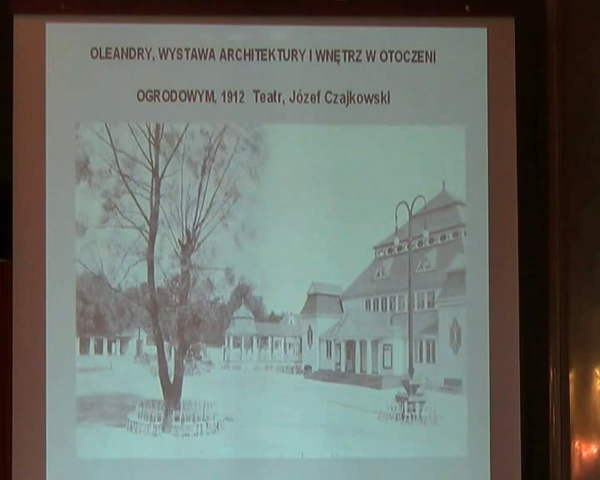 OLEANDRY, WYSTAWA ARCHITEKTURY I WNĘTRZ W OTOCZENI
OGRODOWYM, 1912 Teatr, Józef Czajkowski